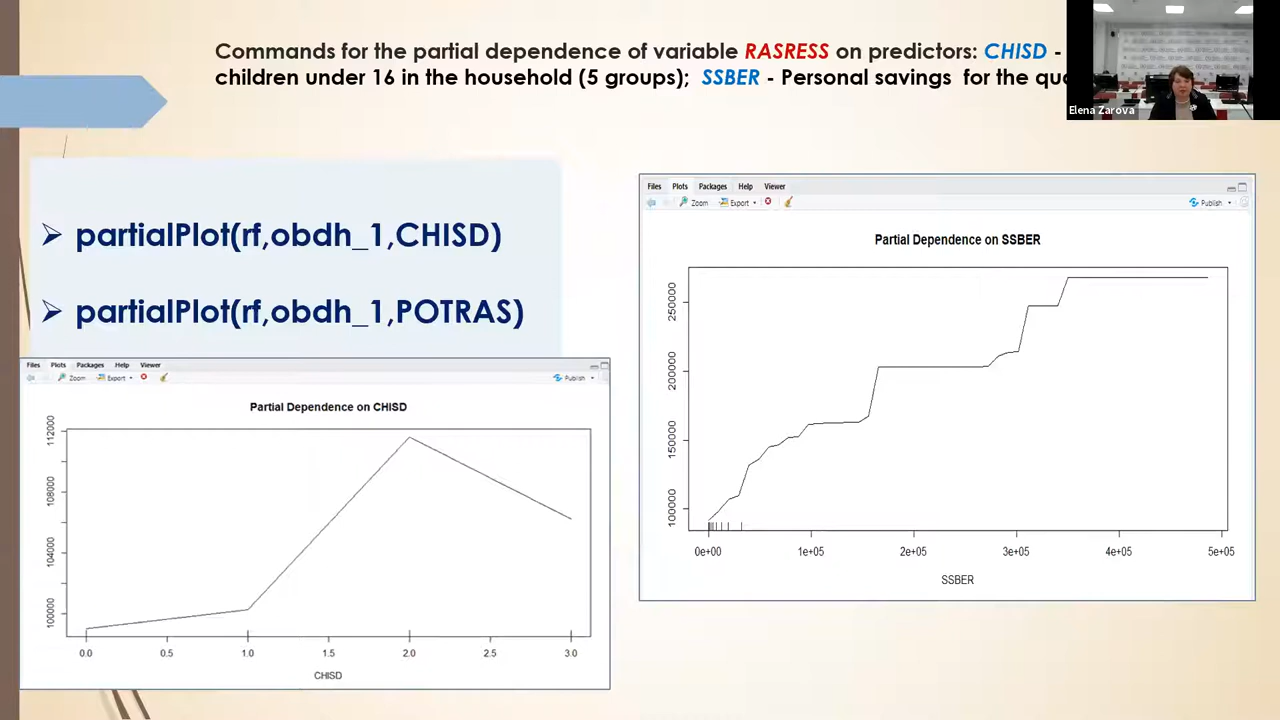 Commands for the partial dependence of variable RASRESS on predictors: CHISD -
children under 16 in the household (5 groups); SSBER - Personal savings for the
Elena Zarova
➢ partialPlot(rf,obdh_1,CHISD)
➢ partialPlot(rf,obdh_1,POTRAS)
Files Plots Packages Help Viewer
Zoom Export Publish
Partial Dependence on CHISD
100000 104000 108000 112000
0.0 0.5 1.0 1.5 2.0 2.5 3.0
CHISD
Files Plots Packages Help Viewer
Zoom Export Publish
Partial Dependence on SSBER
100000 150000 200000 250000
0e+00 1e+05 2e+05 3e+05 4e+05 5e+05
SSBER